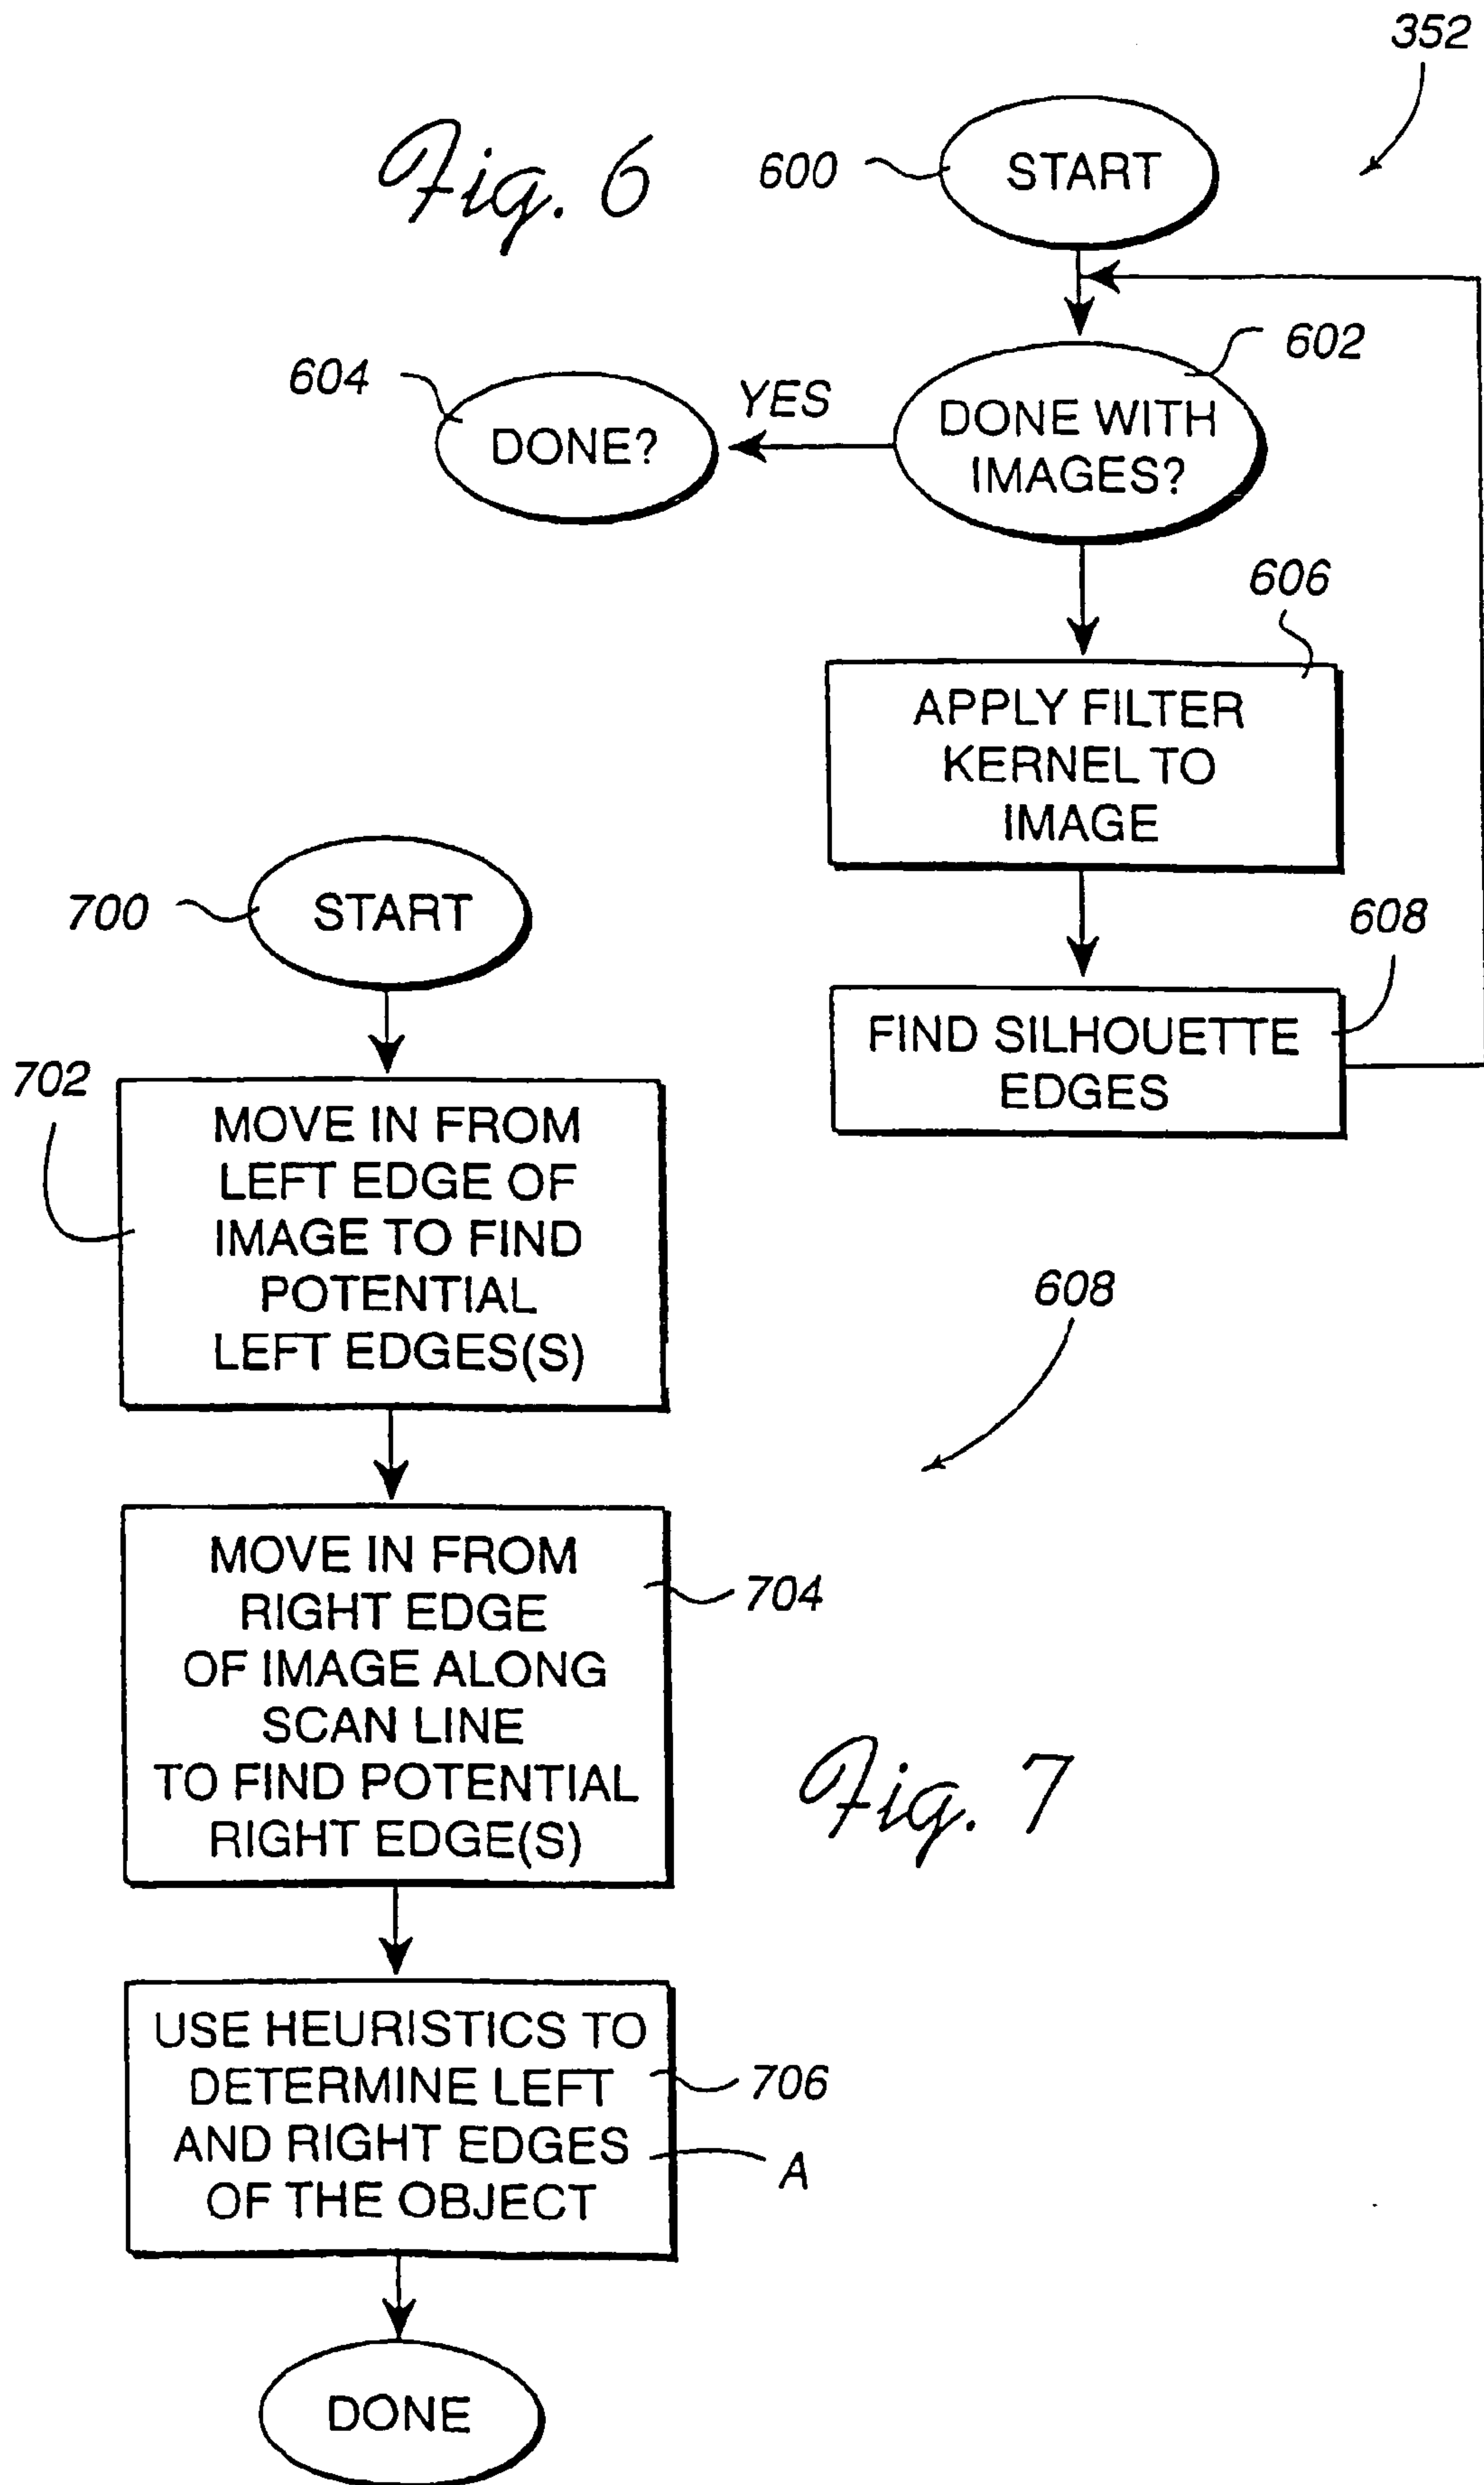 352
Fig. 6
600
START
602
604
YES
DONE?
DONE WITH
IMAGES?
606
APPLY FILTER
KERNEL TO
IMAGE
608
FIND SILHOUETTE
EDGES
700
START
702
MOVE IN FROM
LEFT EDGE OF
IMAGE TO FIND
POTENTIAL
LEFT EDGES(S)
608
MOVE IN FROM
RIGHT EDGE
OF IMAGE ALONG
SCAN LINE
TO FIND POTENTIAL
RIGHT EDGE(S)
704
Fig. 7
USE HEURISTICS TO
DETERMINE LEFT
AND RIGHT EDGES
OF THE OBJECT
706
A
DONE